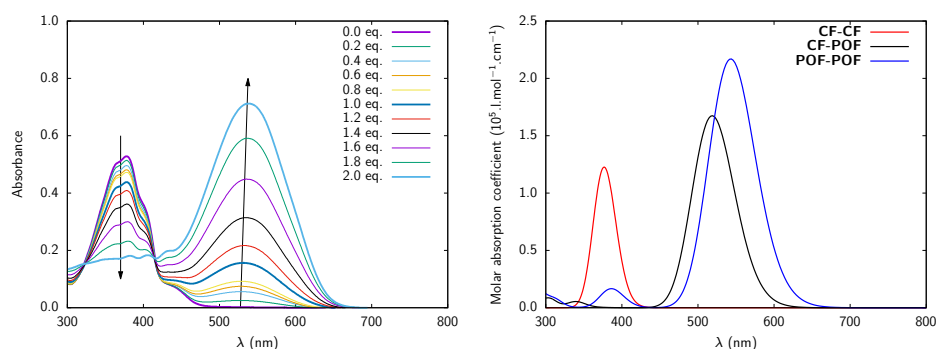 Absorbance
1.0
0.8
0.6
0.4
0.2
0.0
300 400 500 600 700 800
λ (nm)
0.0 eq.
0.2 eq.
0.4 eq.
0.6 eq.
0.8 eq.
1.0 eq.
1.2 eq.
1.4 eq.
1.6 eq.
1.8 eq.
2.0 eq.
Molar absorption coefficient (10⁵.l.mol⁻¹.cm⁻¹)
2.5
2.0
1.5
1.0
0.5
0.0
300 400 500 600 700 800
λ (nm)
CF-CF
CF-POF
POF-POF